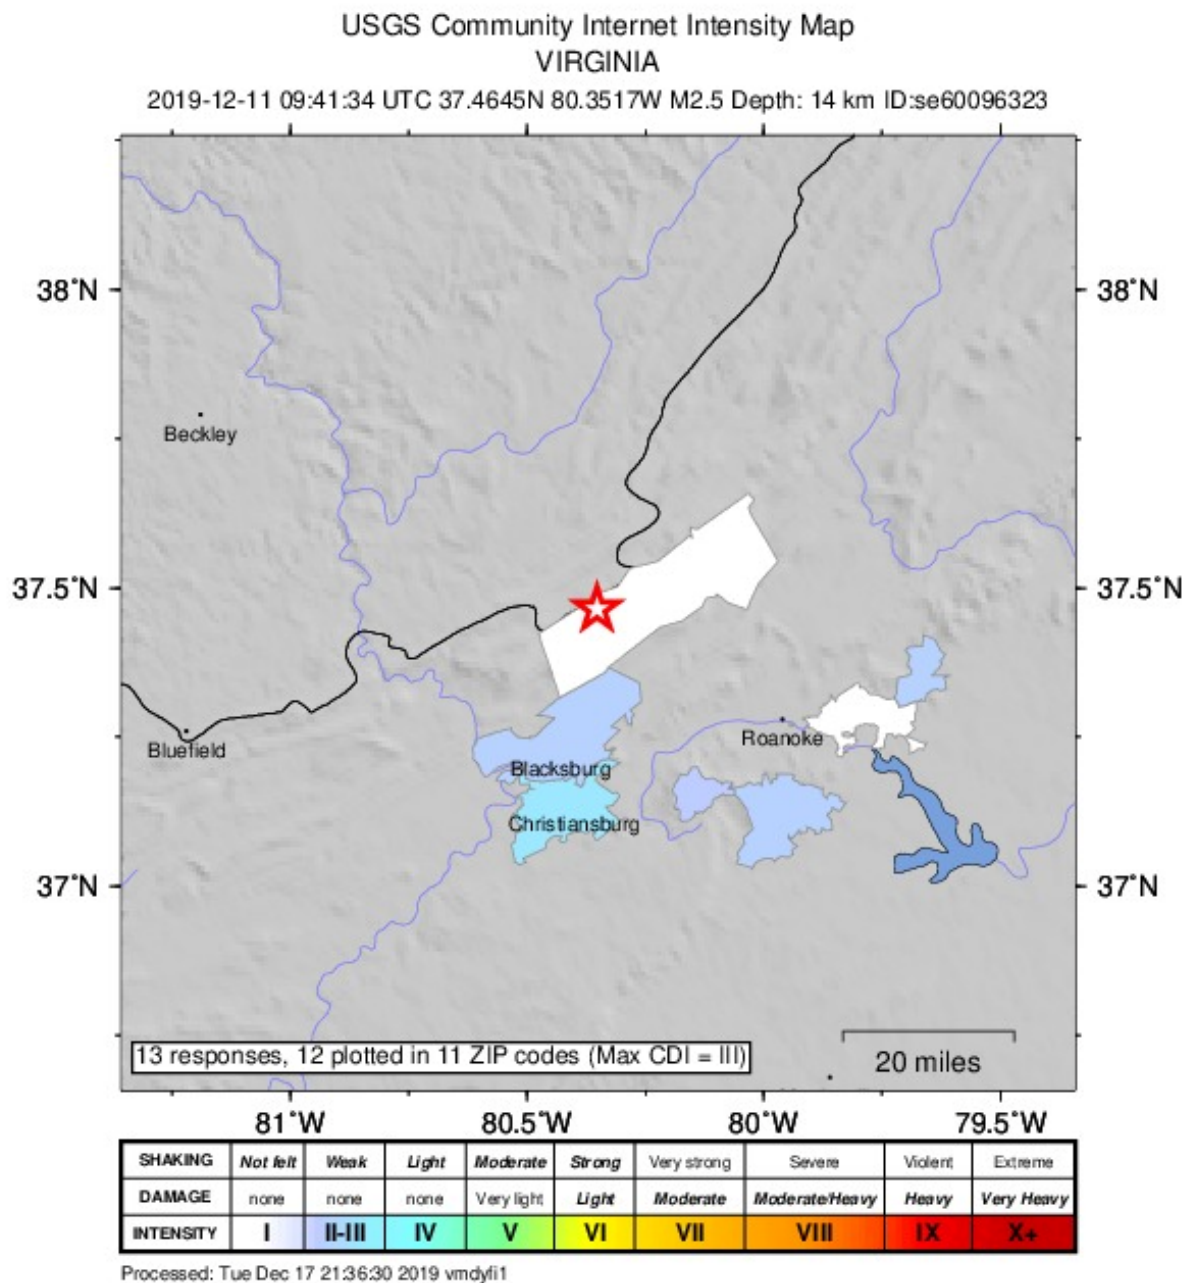 USGS Community Internet Intensity Map
VIRGINIA
2019-12-11 09:41:34 UTC 37.4645N 80.3517W M2.5 Depth: 14 km ID:se60096323
38˚N
38˚N
Beckley
37.5˚N
37.5˚N
Bluefield
Roanoke
Blacksburg
Christiansburg
37˚N
37˚N
13 responses, 12 plotted in 11 ZIP codes (Max CDI = III)
20 miles
81˚W
80.5˚W
80˚W
79.5˚W
SHAKING Not felt Weak Light Moderate Strong Very strong Severe Violent Extreme
DAMAGE none none none Very light Light Moderate Moderate/Heavy Heavy Very Heavy
INTENSITY I II-III IV V VI VII VIII IX X+
Processed: Tue Dec 17 21:36:30 2019 vmdyfi1